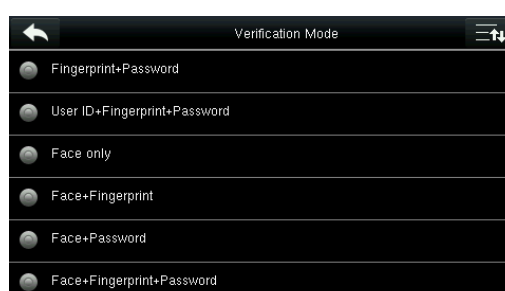 Verification Mode
Fingerprint+Password
User ID+Fingerprint+Password
Face only
Face+Fingerprint
Face+Password
Face+Fingerprint+Password